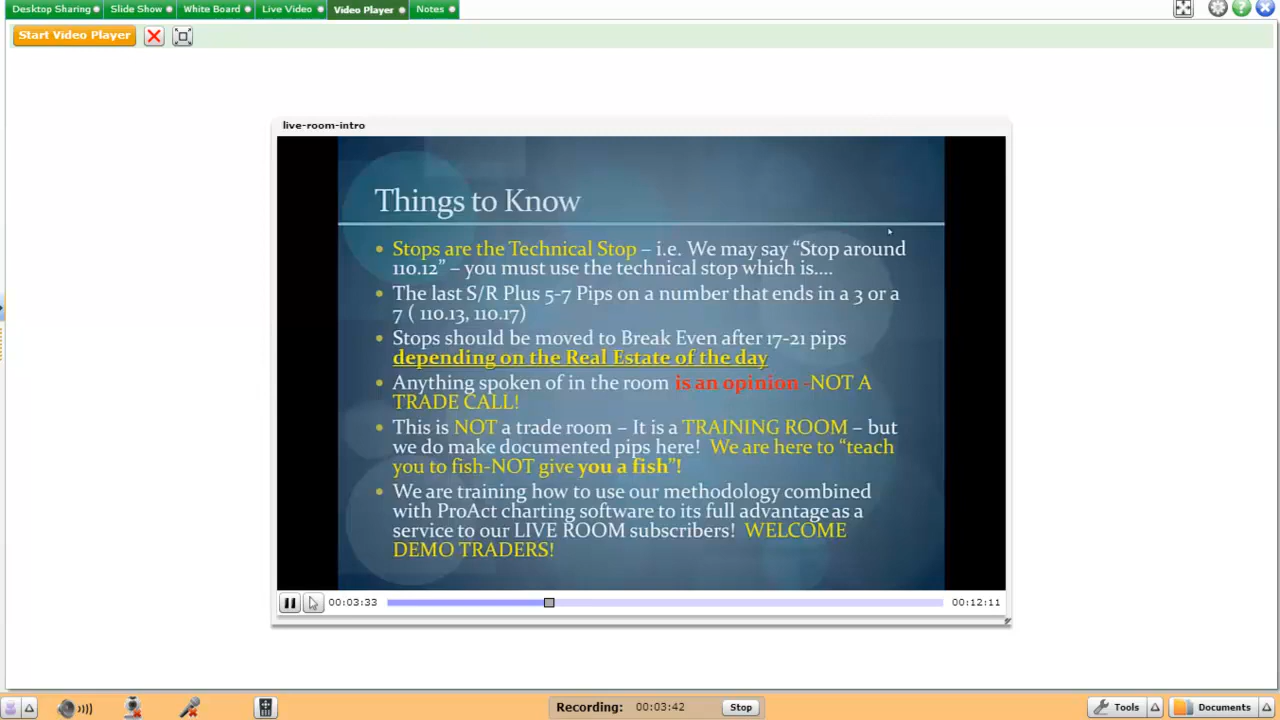 Desktop Sharing
Slide Show
White Board
Live Video
Video Player
Notes
Start Video Player
live-room-intro
Things to Know
• Stops are the Technical Stop – i.e. We may say “Stop around
110.12” – you must use the technical stop which is....
• The last S/R Plus 5-7 Pips on a number that ends in a 3 or a
7 ( 110.13, 110.17)
• Stops should be moved to Break Even after 17-21 pips
depending on the Real Estate of the day
• Anything spoken of in the room is an opinion -NOT A
TRADE CALL!
• This is NOT a trade room – It is a TRAINING ROOM – but
we do make documented pips here! We are here to “teach
you to fish-NOT give you a fish”!
• We are training how to use our methodology combined
with ProAct charting software to its full advantage as a
service to our LIVE ROOM subscribers! WELCOME
DEMO TRADERS!
00:03:33
00:12:11
Recording: 00:03:42 Stop
Tools
Documents